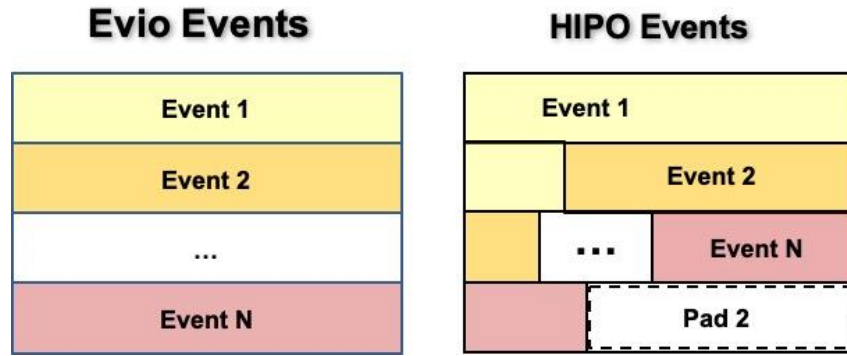 Evio Events
Event 1
Event 2
...
Event N
HIPO Events
Event 1
Event 2
... Event N
Pad 2